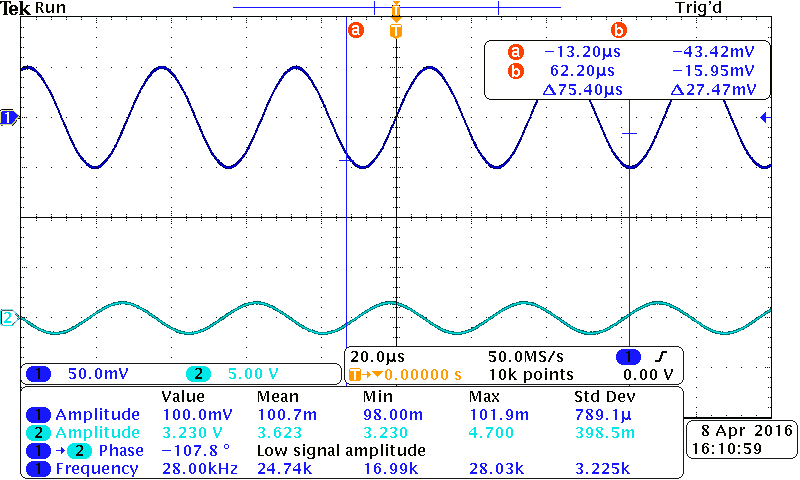 Tek Run Trig'd
T
a T b
a −13.20µs −43.42mV
b 62.20µs −15.95mV
Δ75.40µs Δ27.47mV
1
2
1 50.0mV 2 5.00 V
20.0µs 50.0MS/s 1
T→▼0.00000 s 10k points 0.00 V
Value Mean Min Max Std Dev
1 Amplitude 100.0mV 100.7m 98.00m 101.9m 789.1µ
2 Amplitude 3.230 V 3.623 3.230 4.700 398.5m
1 → 2 Phase −107.8 ° Low signal amplitude
1 Frequency 28.00kHz 24.74k 16.99k 28.03k 3.225k
8 Apr 2016
16:10:59